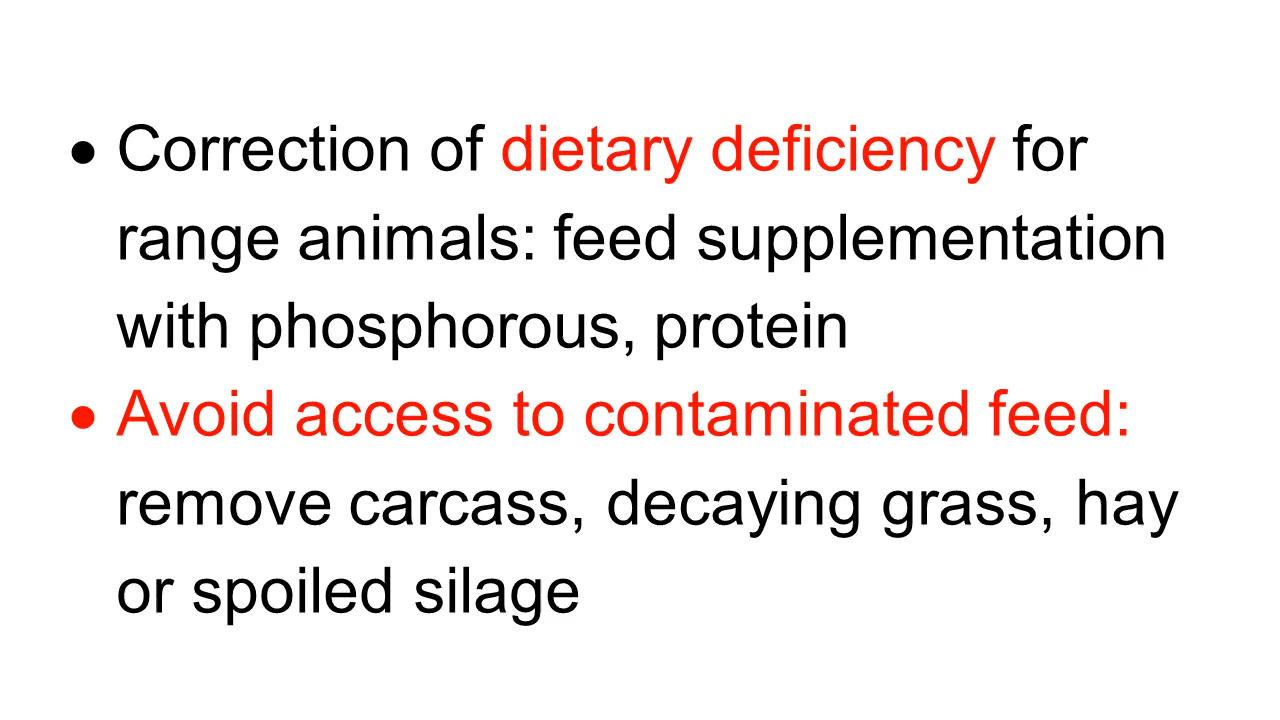 • Correction of dietary deficiency for
range animals: feed supplementation
with phosphorous, protein
• Avoid access to contaminated feed:
remove carcass, decaying grass, hay
or spoiled silage